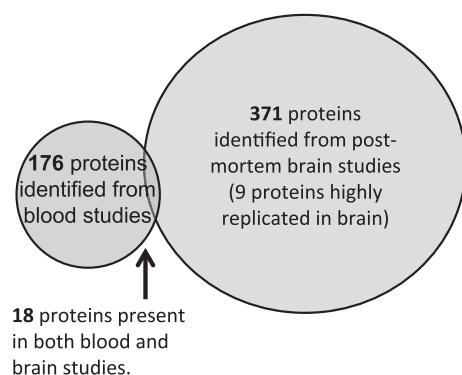 371 proteins
identified from post-
mortem brain studies
(9 proteins highly
replicated in brain)
176 proteins
identified from
blood studies
18 proteins present
in both blood and
brain studies.